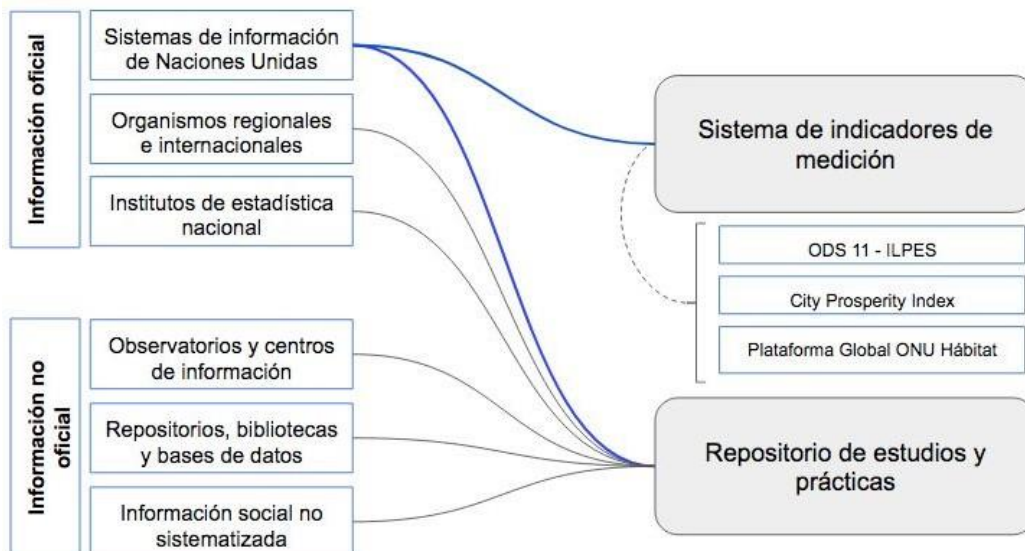 Información oficial
Sistemas de información
de Naciones Unidas
Organismos regionales
e internacionales
Institutos de estadística
nacional
Información no
oficial
Observatorios y centros
de información
Repositorios, bibliotecas
y bases de datos
Información social no
sistematizada
Sistema de indicadores de
medición
ODS 11 - ILPES
City Prosperity Index
Plataforma Global ONU Hábitat
Repositorio de estudios y
prácticas